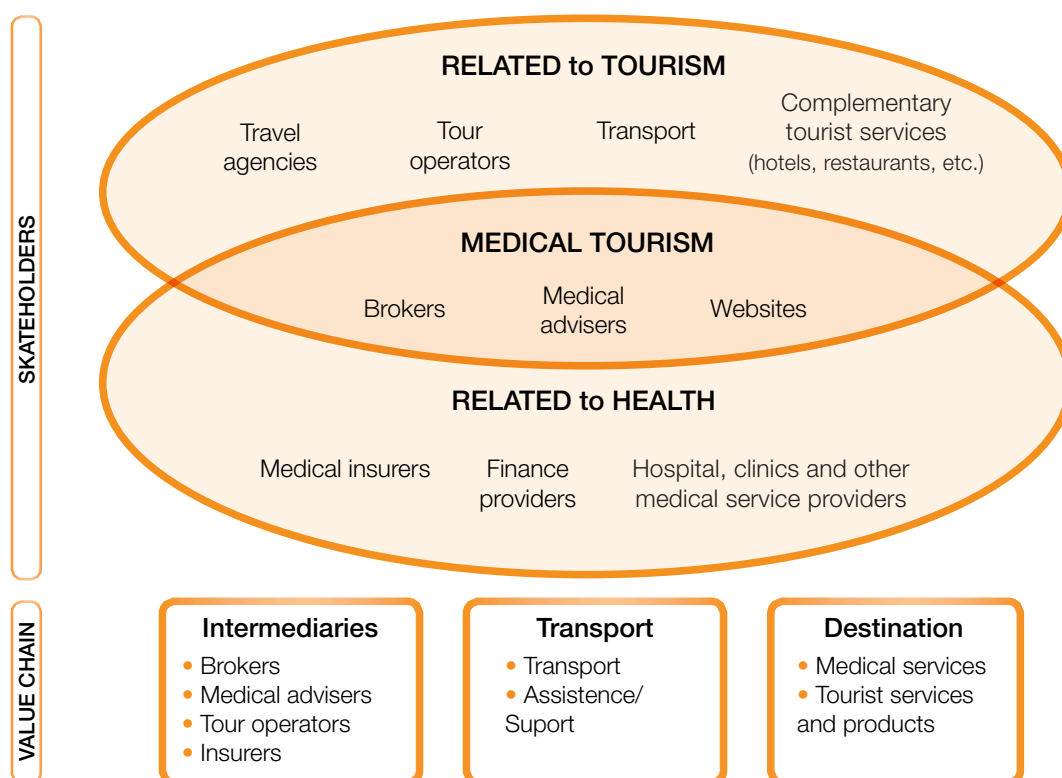 SKATEHOLDERS
RELATED to TOURISM
Travel
agencies
Tour
operators
Transport
Complementary
tourist services
(hotels, restaurants, etc.)
MEDICAL TOURISM
Brokers
Medical
advisers
Websites
RELATED to HEALTH
Medical insurers
Finance
providers
Hospital, clinics and other
medical service providers
VALUE CHAIN
Intermediaries
• Brokers
• Medical advisers
• Tour operators
• Insurers
Transport
• Transport
• Assistence/
Suport
Destination
• Medical services
• Tourist services
and products